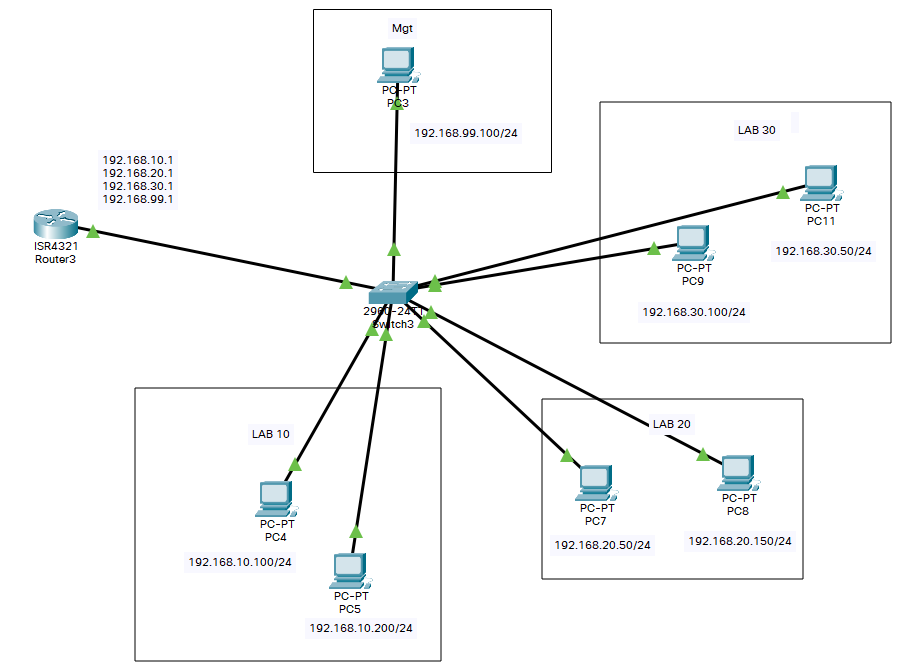 Mgt
PC-PT
PC3
192.168.99.100/24
LAB 30
PC-PT
PC11
192.168.30.50/24
PC-PT
PC9
192.168.30.100/24
192.168.10.1
192.168.20.1
192.168.30.1
192.168.99.1
ISR4321
Router3
2960-24TT
Switch3
LAB 10
PC-PT
PC4
192.168.10.100/24
PC-PT
PC5
192.168.10.200/24
LAB 20
PC-PT
PC7
192.168.20.50/24
PC-PT
PC8
192.168.20.150/24